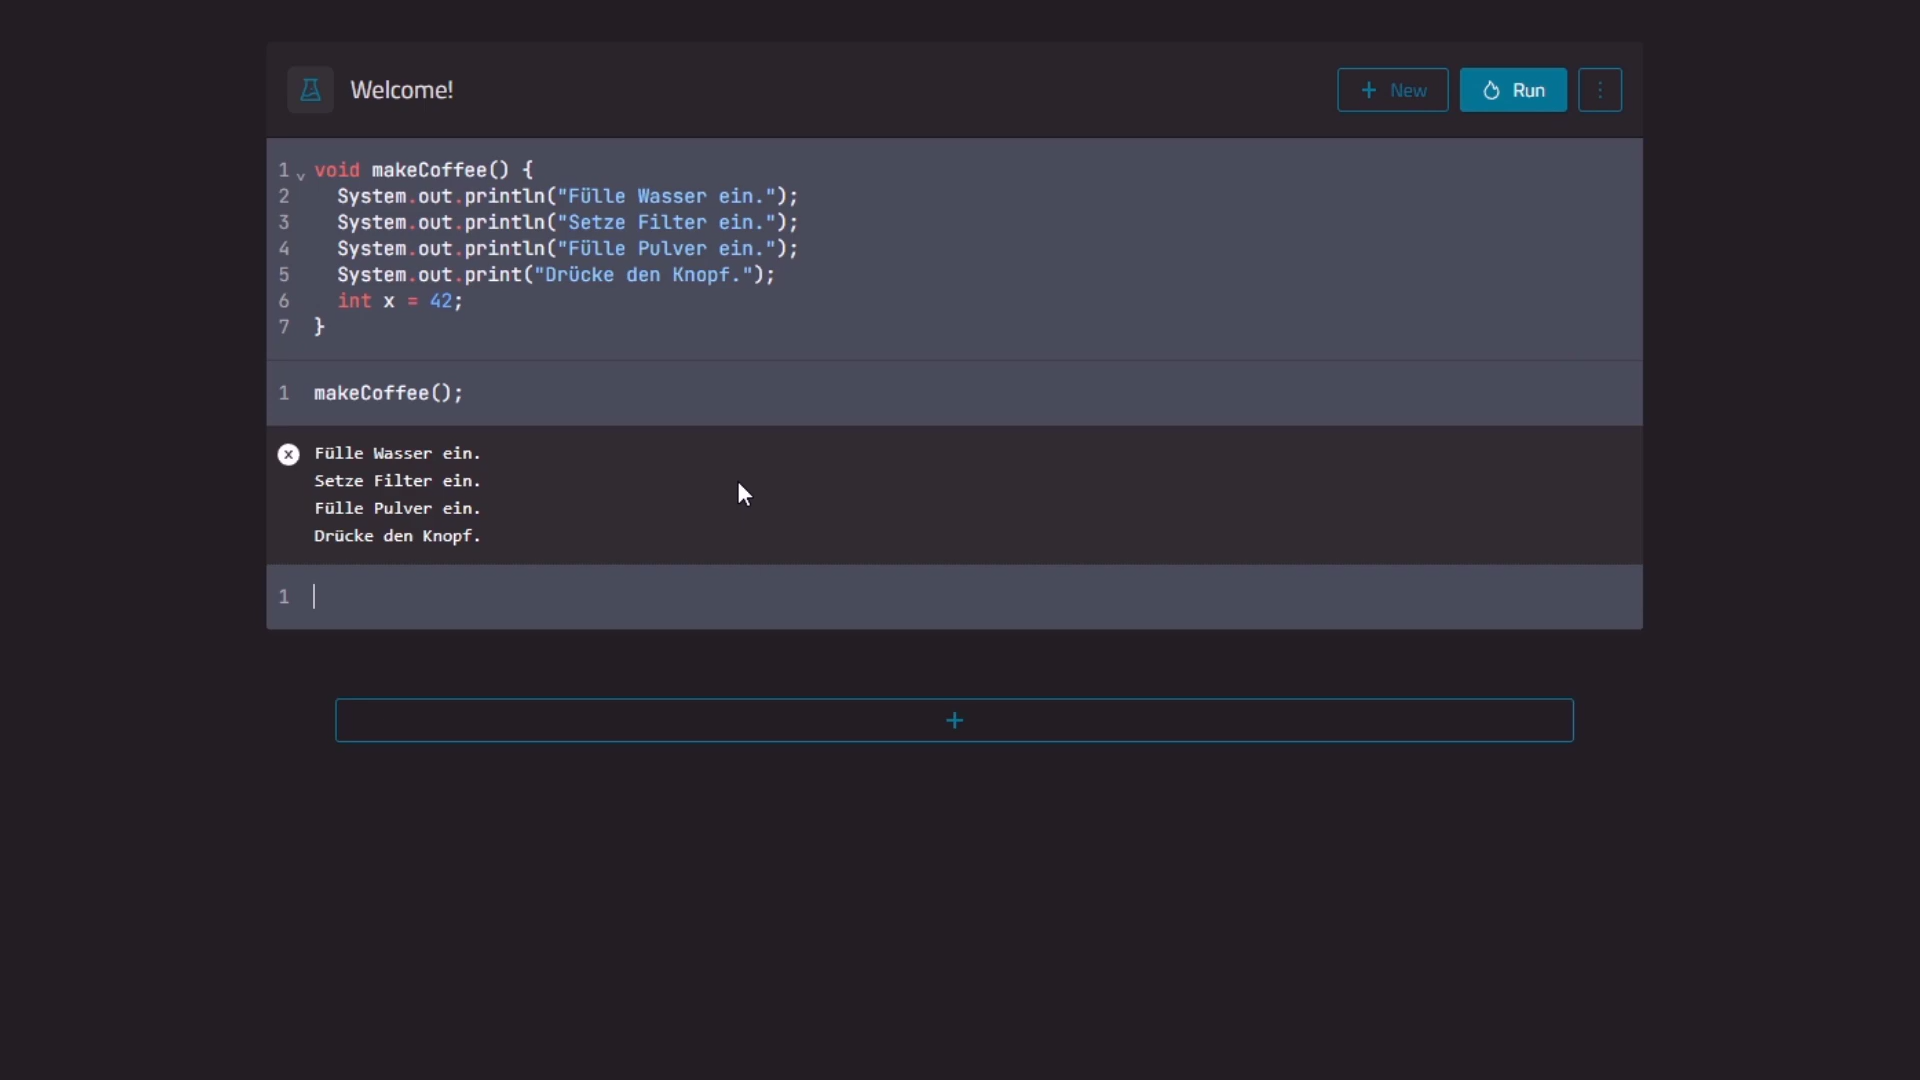 Welcome!
+ New
Run
1 void makeCoffee() {
2 System.out.println("Fülle Wasser ein.");
3 System.out.println("Setze Filter ein.");
4 System.out.println("Fülle Pulver ein.");
5 System.out.print("Drücke den Knopf.");
6 int x = 42;
7 }
1 makeCoffee();
Fülle Wasser ein.
Setze Filter ein.
Fülle Pulver ein.
Drücke den Knopf.
1
+